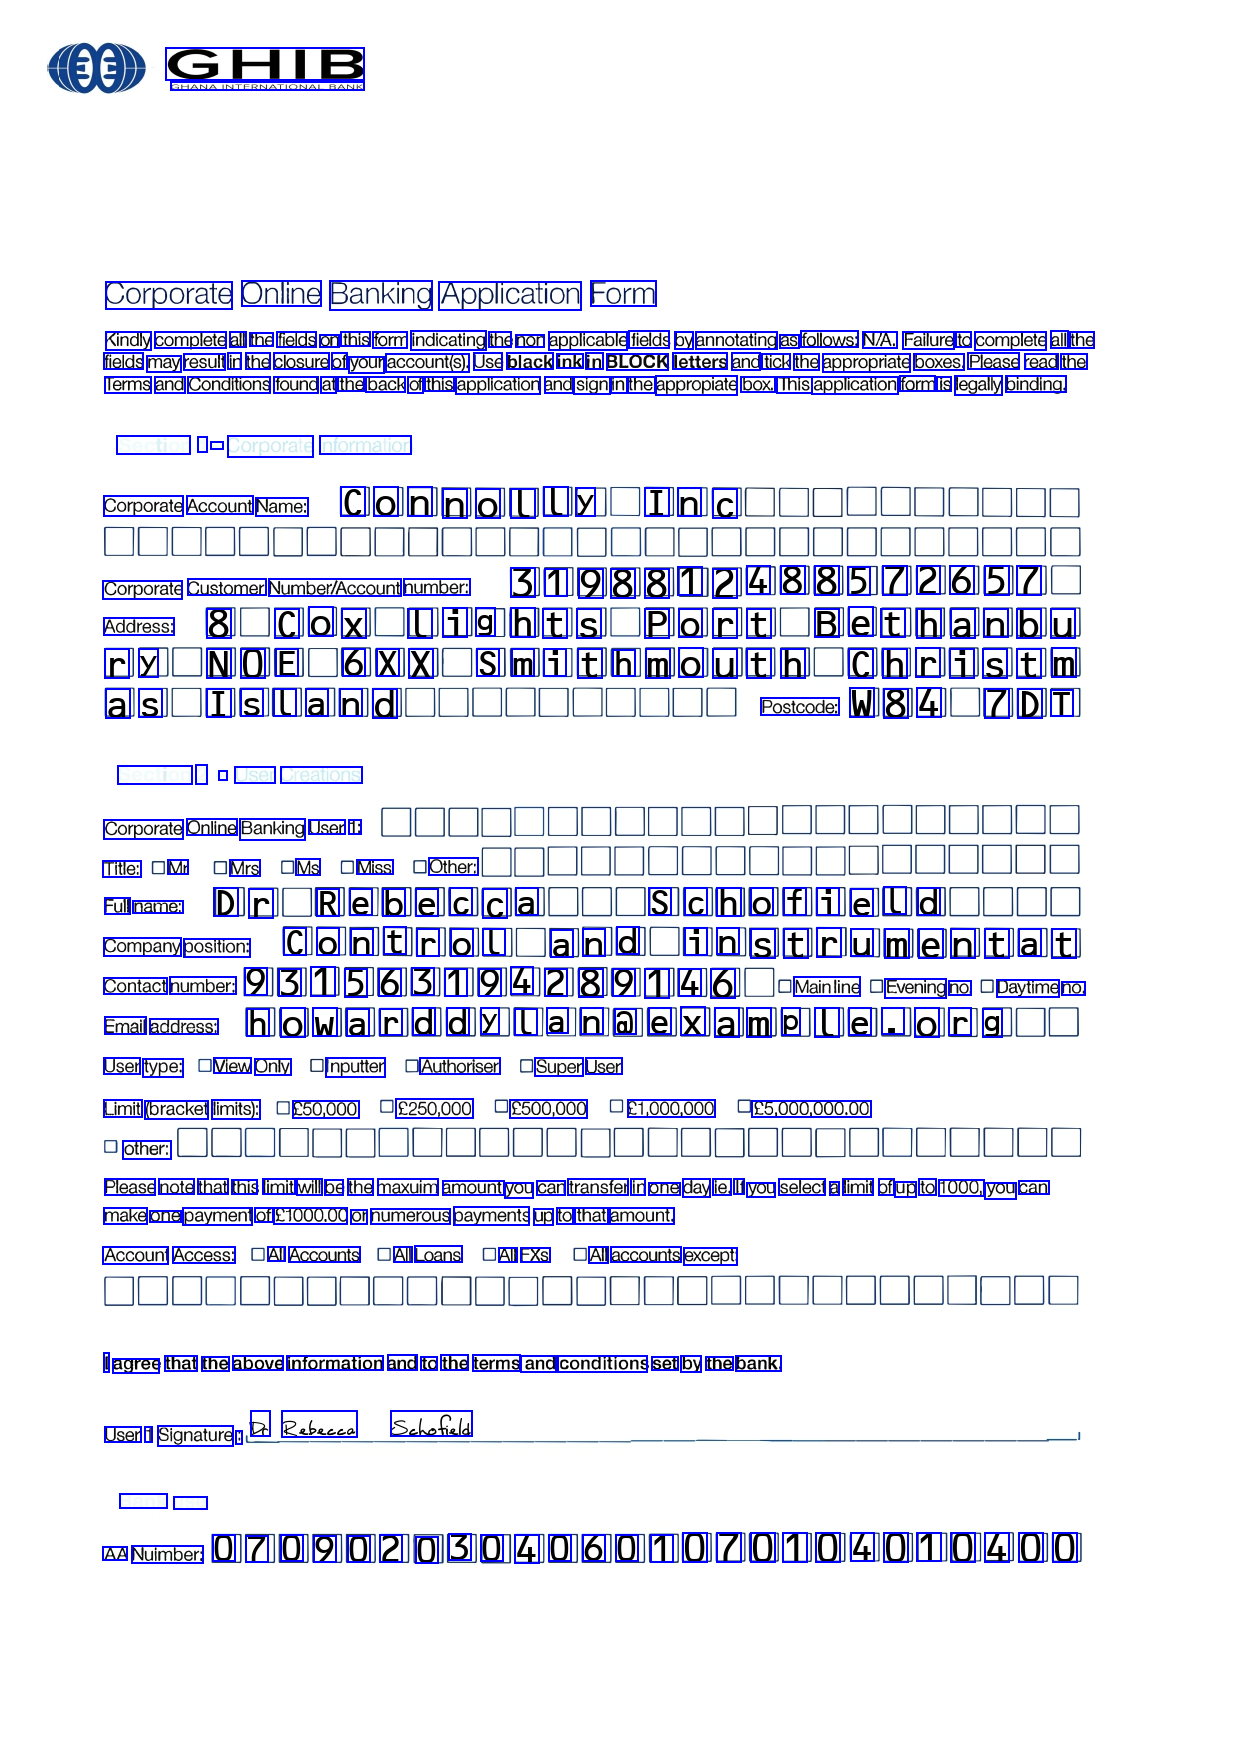 GHIB
GHANA INTERNATIONAL BANK
Corporate Online Banking Application Form
Kindly complete all the fields on this form indicating the non applicable fields by annotating as follows: N/A. Failure to complete all the
fields may result in the closure of your account(s). Use black ink in BLOCK letters and tick the appropriate boxes. Please read the
Terms and Conditions found at the back of this application and sign in the appropiate box. This application form is legally binding.
Section – Corporate Information
Corporate Account Name: Connolly Inc
Corporate Customer Number/Account number: 3198812488572657
Address: 8 Cox lights Port Bethanbu
ry N0E 6XX Smithmouth Christm
as Island Postcode: W84 7DT
Section User Creations
Corporate Online Banking User 1:
Title: Mr Mrs Ms Miss Other:
Full name: Dr Rebecca Schofield
Company position: Control and instrumentat
Contact number: 931563194289146 Main line Evening no. Daytime no.
Email address: howarddylan@example.org
User type: View Only Inputter Authoriser Super User
Limit (bracket limits): £50,000 £250,000 £500,000 £1,000,000 £5,000,000.00
other:
Please note that this limit will be the maxuim amount you can transfer in one day ie. If you select a limit of up to 1000, you can
make one payment of £1000.00 or numerous payments up to that amount.
Account Access: All Accounts All Loans All FXs All accounts except
I agree that the above information and to the terms and conditions set by the bank.
User 1 Signature : Dr Rebecca Schofield
AA Nuimber: 07090203040601070104010400